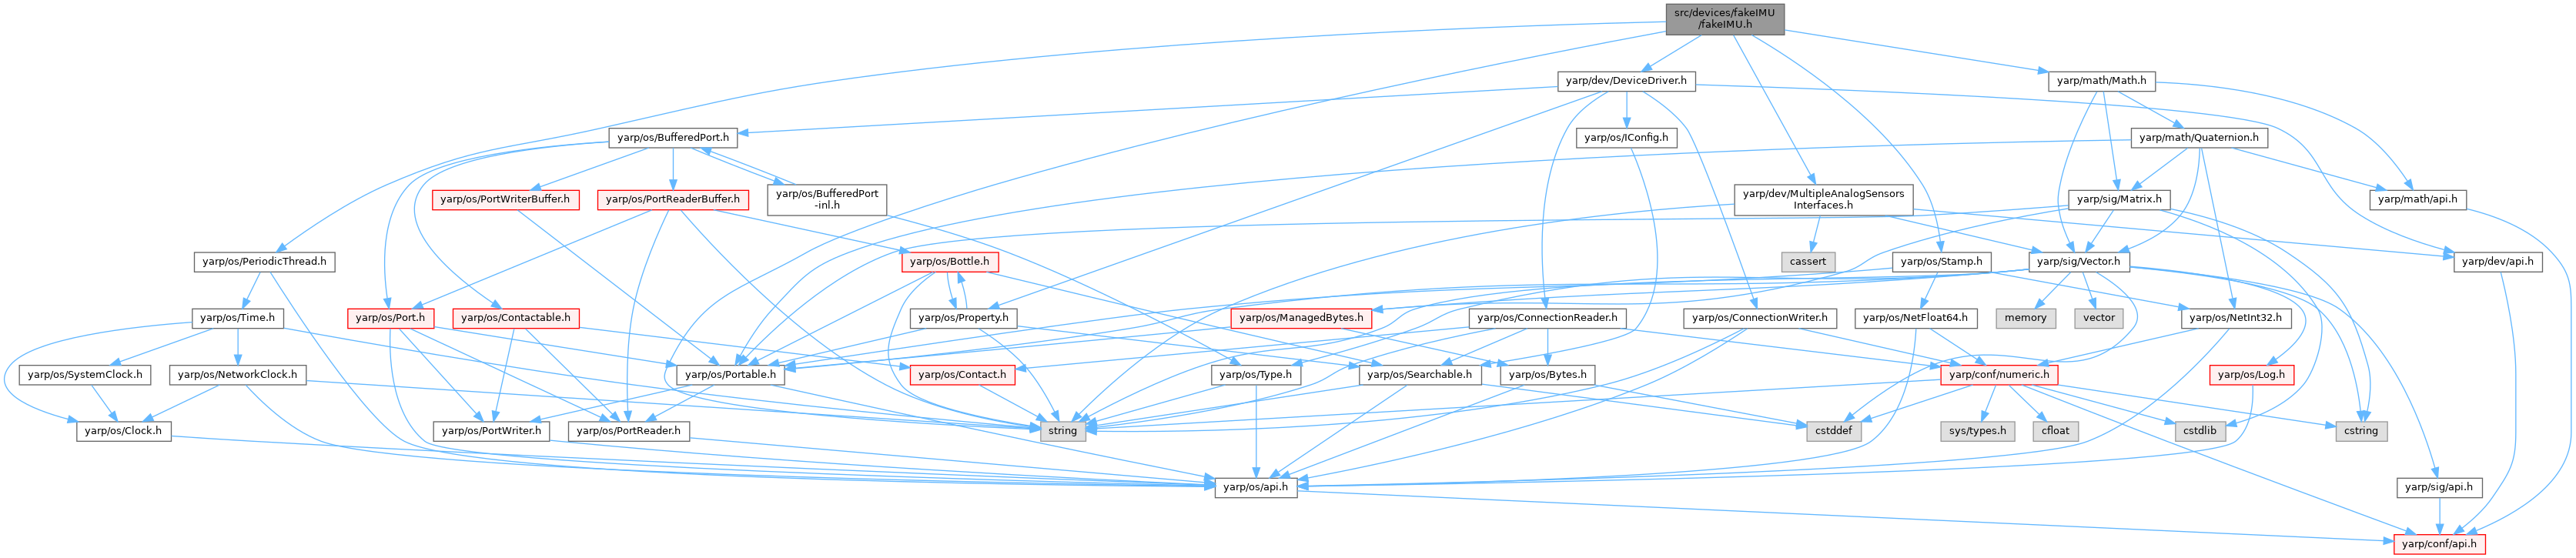 src/devices/fakeIMU
/fakeIMU.h
yarp/dev/DeviceDriver.h
yarp/math/Math.h
yarp/os/BufferedPort.h
yarp/os/IConfig.h
yarp/math/Quaternion.h
yarp/os/PortWriterBuffer.h
yarp/os/PortReaderBuffer.h
yarp/os/BufferedPort
-inl.h
yarp/dev/MultipleAnalogSensors
Interfaces.h
yarp/sig/Matrix.h
yarp/math/api.h
yarp/os/PeriodicThread.h
yarp/os/Bottle.h
cassert
yarp/os/Stamp.h
yarp/sig/Vector.h
yarp/dev/api.h
yarp/os/Time.h
yarp/os/Port.h
yarp/os/Contactable.h
yarp/os/Property.h
yarp/os/ManagedBytes.h
yarp/os/ConnectionReader.h
yarp/os/ConnectionWriter.h
yarp/os/NetFloat64.h
memory
vector
yarp/os/NetInt32.h
yarp/os/SystemClock.h
yarp/os/NetworkClock.h
yarp/os/Portable.h
yarp/os/Contact.h
yarp/os/Type.h
yarp/os/Searchable.h
yarp/os/Bytes.h
yarp/conf/numeric.h
yarp/os/Log.h
yarp/os/Clock.h
yarp/os/PortWriter.h
yarp/os/PortReader.h
string
cstddef
sys/types.h
cfloat
cstdlib
cstring
yarp/os/api.h
yarp/sig/api.h
yarp/conf/api.h